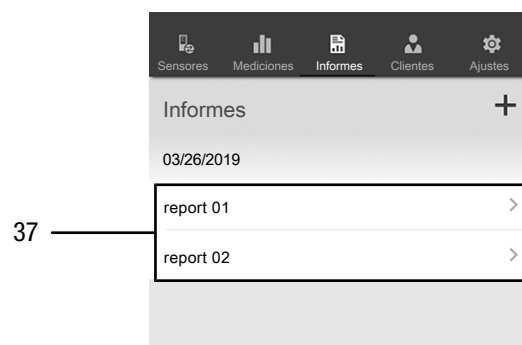 Sensores Mediciones Informes Clientes Ajustes
Informes +
03/26/2019
report 01 >
37
report 02 >